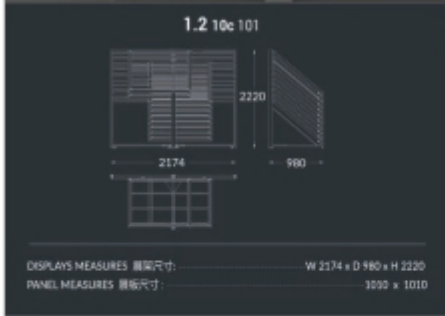 1.2 10c 101
2220
2174
980
DISPLAYS MEASURES 展架尺寸: W 2174 x D 980 x H 2220
PANEL MEASURES 展板尺寸: 1010 x 1010